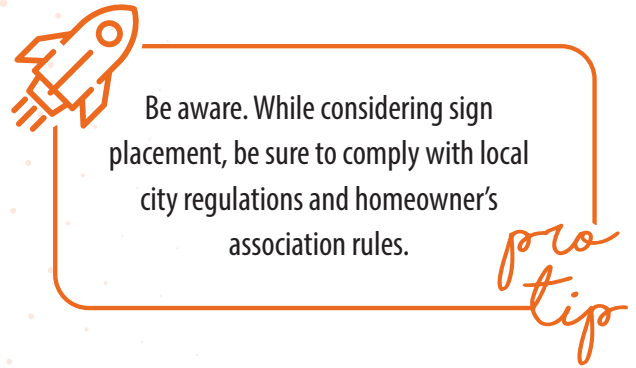 Be aware. While considering sign
placement, be sure to comply with local
city regulations and homeowner’s
association rules.
pro
tip